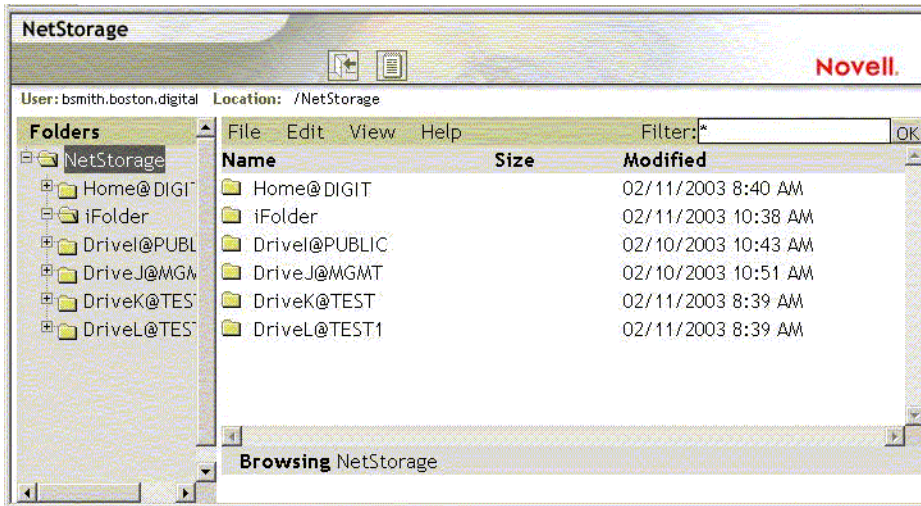 NetStorage
Novell.
User: bsmith.boston.digital Location: /NetStorage
Folders
NetStorage
Home@DIGIT
iFolder
DriveI@PUBL
DriveJ@MGM
DriveK@TEST
DriveL@TEST
File Edit View Help Filter:* OK
Name Size Modified
Home@DIGIT 02/11/2003 8:40 AM
iFolder 02/11/2003 10:38 AM
DriveI@PUBLIC 02/10/2003 10:43 AM
DriveJ@MGMT 02/10/2003 10:51 AM
DriveK@TEST 02/11/2003 8:39 AM
DriveL@TEST1 02/11/2003 8:39 AM
Browsing NetStorage